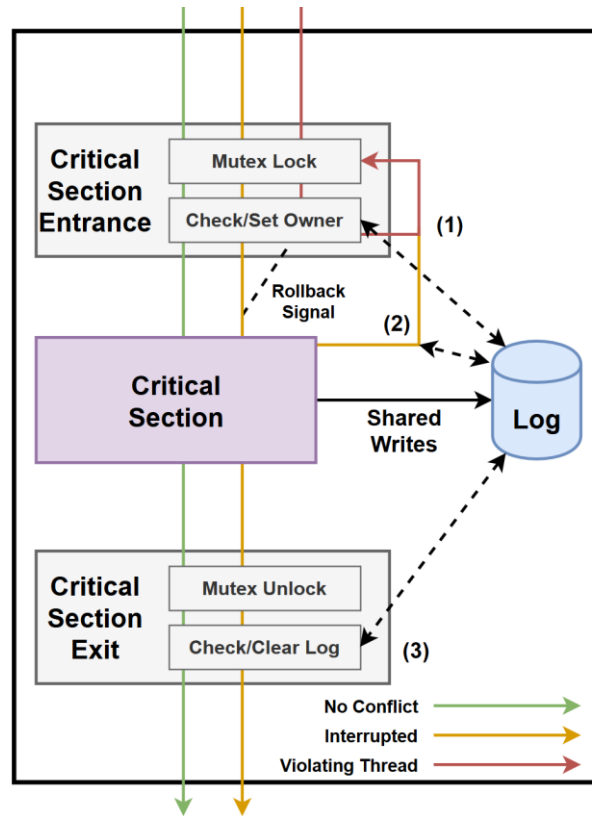 Critical
Section
Entrance
Mutex Lock
Check/Set Owner
(1)
Rollback
Signal
(2)
Critical
Section
Shared
Writes
Log
Critical
Section
Exit
Mutex Unlock
Check/Clear Log
(3)
No Conflict
Interrupted
Violating Thread